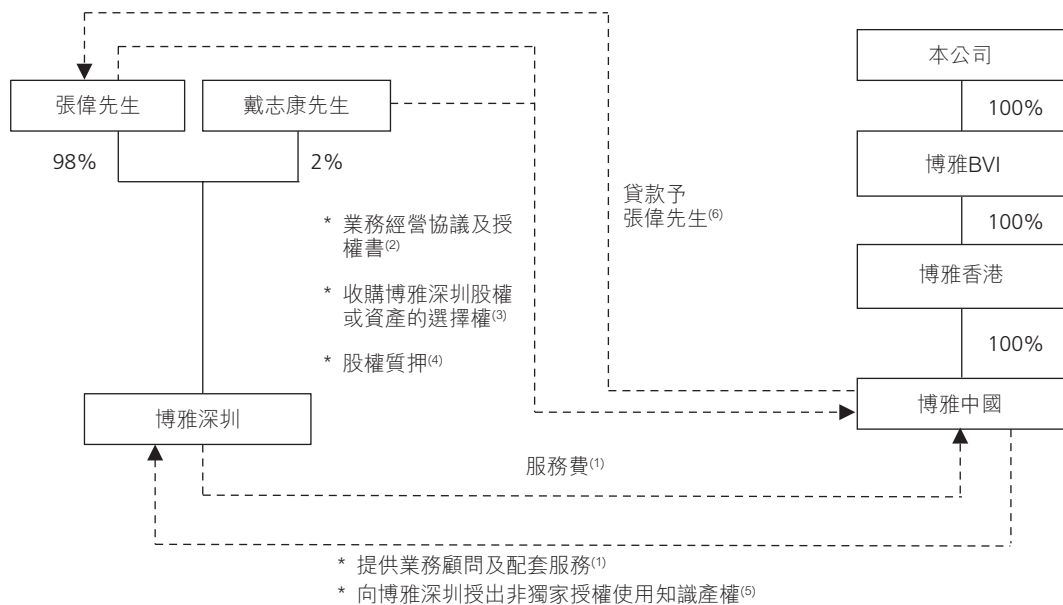 本公司
張偉先生
戴志康先生
100%
98%
2%
博雅BVI
貸款予
張偉先生(6)
* 業務經營協議及授
權書(2)
100%
* 收購博雅深圳股權
或資產的選擇權(3)
博雅香港
* 股權質押(4)
100%
博雅深圳
博雅中國
服務費(1)
* 提供業務顧問及配套服務(1)
* 向博雅深圳授出非獨家授權使用知識產權(5)